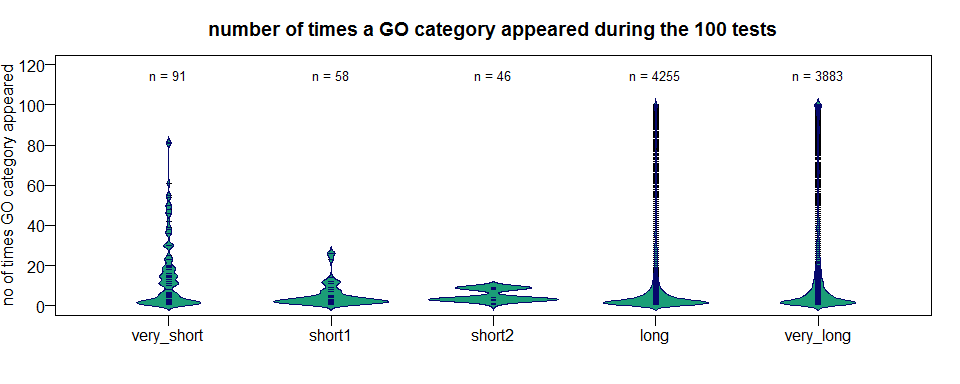 number of times a GO category appeared during the 100 tests
no of times GO category appeared
120
100
80
60
40
20
0
n = 91 n = 58 n = 46 n = 4255 n = 3883
very_short short1 short2 long very_long